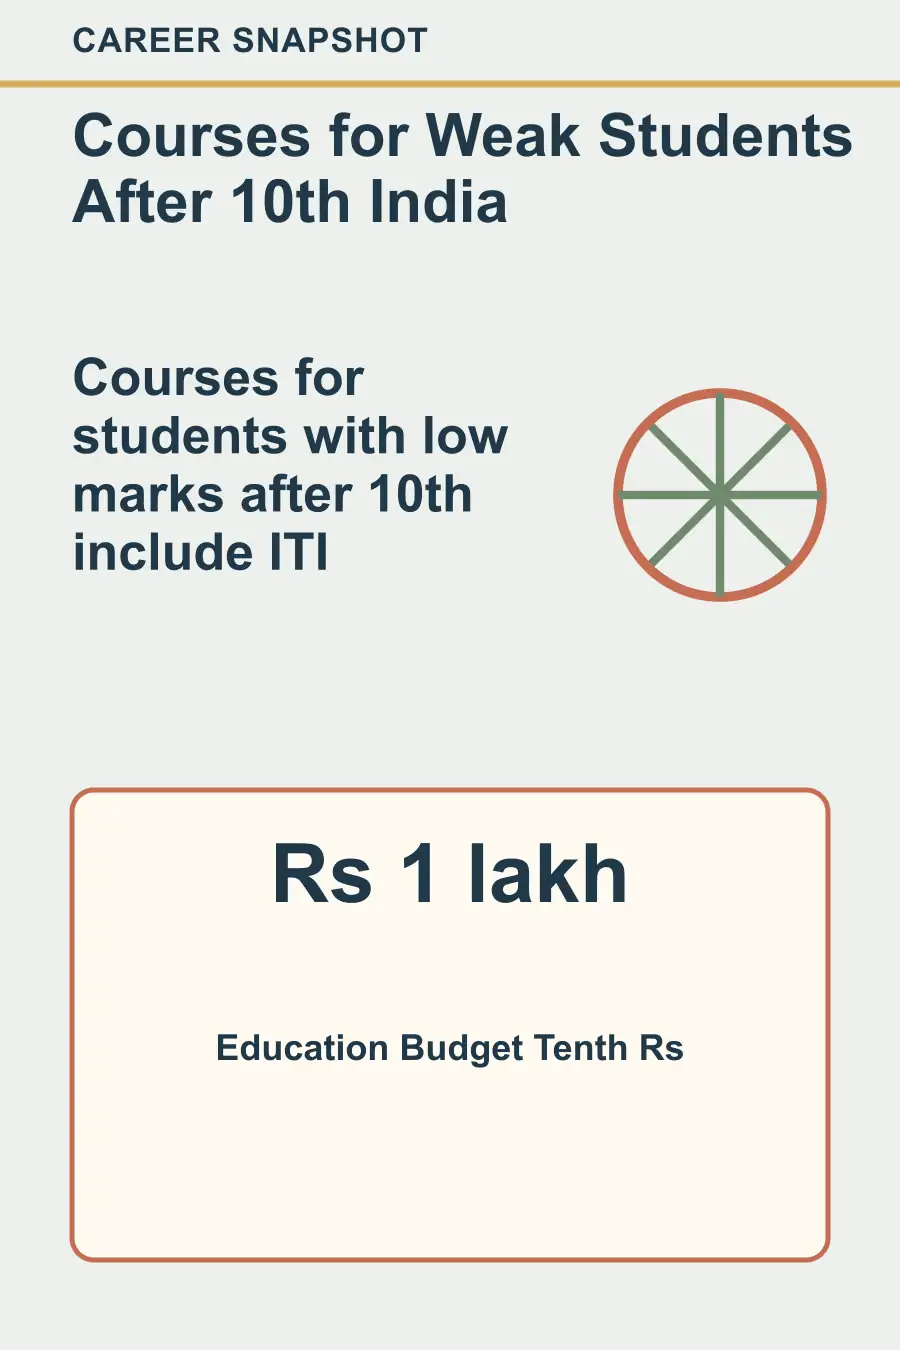 CAREER SNAPSHOT
Courses for Weak Students
After 10th India
Courses for
students with low
marks after 10th
include ITI
Rs 1 lakh
Education Budget Tenth Rs